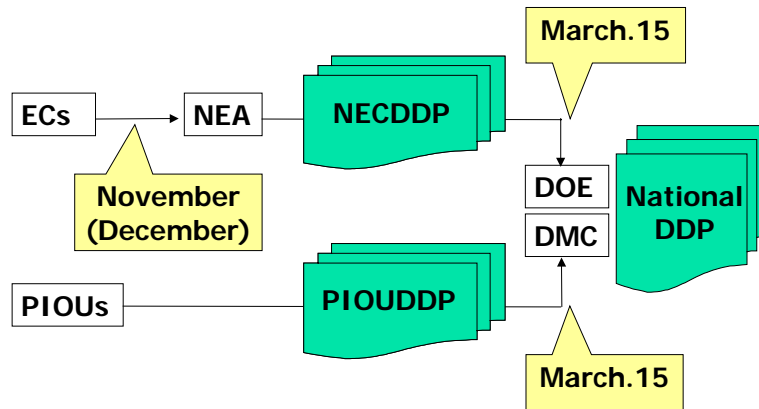 March.15
ECs
NEA
NECDDP
November
(December)
DOE
DMC
National
DDP
PIOUs
PIOUDDP
March.15